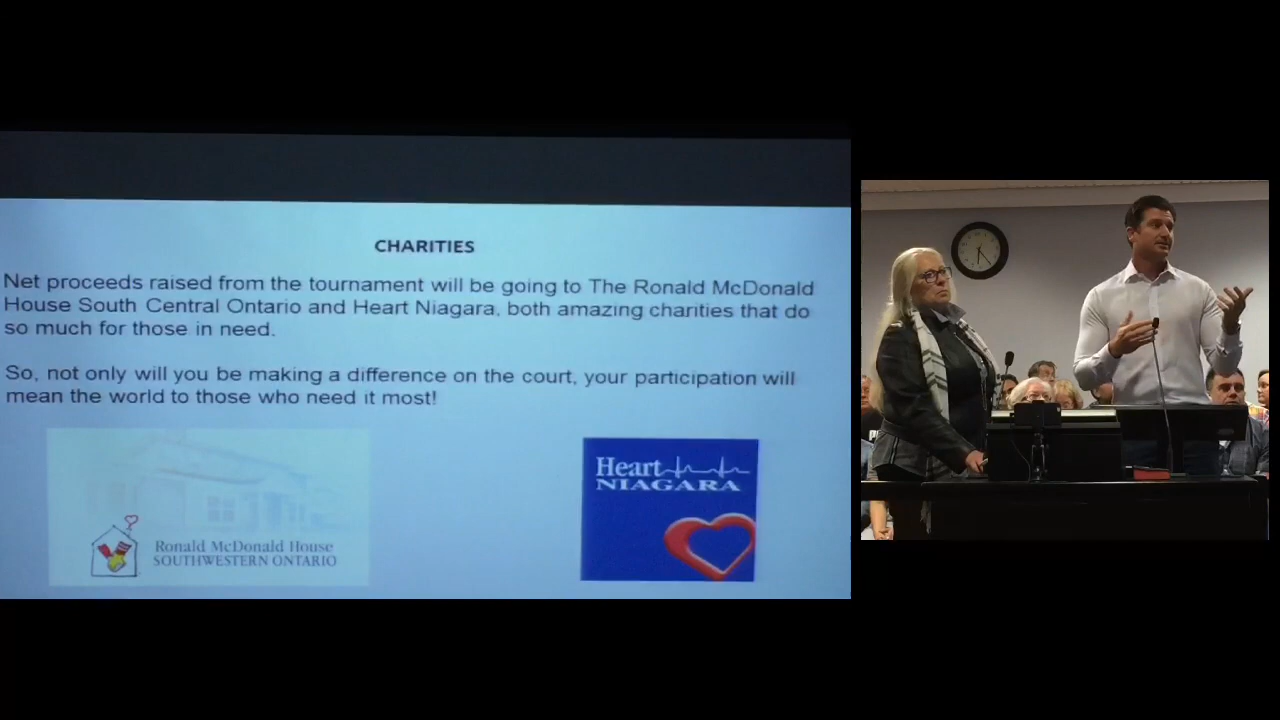 CHARITIES
Net proceeds raised from the tournament will be going to The Ronald McDonald
House South Central Ontario and Heart Niagara, both amazing charities that do
so much for those in need.
So, not only will you be making a difference on the court, your participation will
mean the world to those who need it most!
Ronald McDonald House
SOUTHWESTERN ONTARIO
Heart
NIAGARA